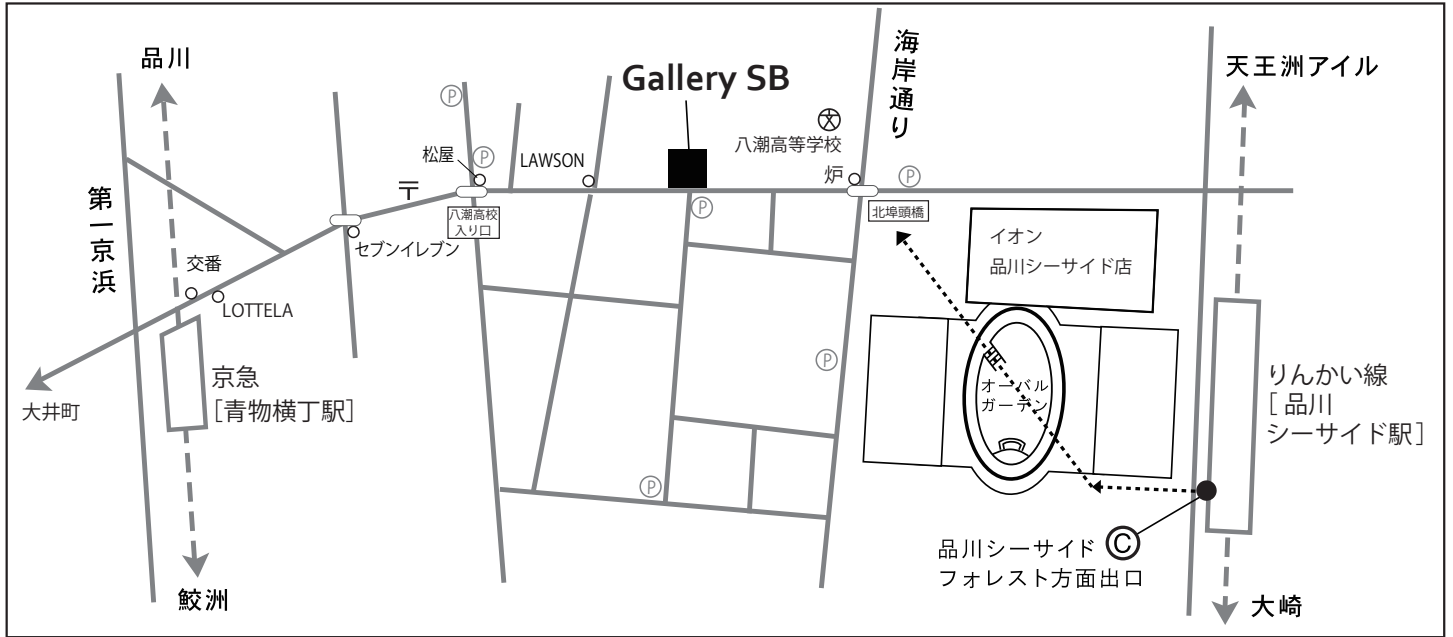 品川
第一京浜
交番
LOTTELA
大井町
京急
［青物横丁駅］
鮫洲
セブンイレブン
〒
松屋
八潮高校
入り口
LAWSON
Gallery SB
八潮高等学校
文
炉
海岸通り
北埠頭橋
イオン
品川シーサイド店
オーバル
ガーデン
天王洲アイル
りんかい線
［品川
シーサイド駅］
品川シーサイド
フォレスト方面出口
C
大崎
P
P
P
P
P
P